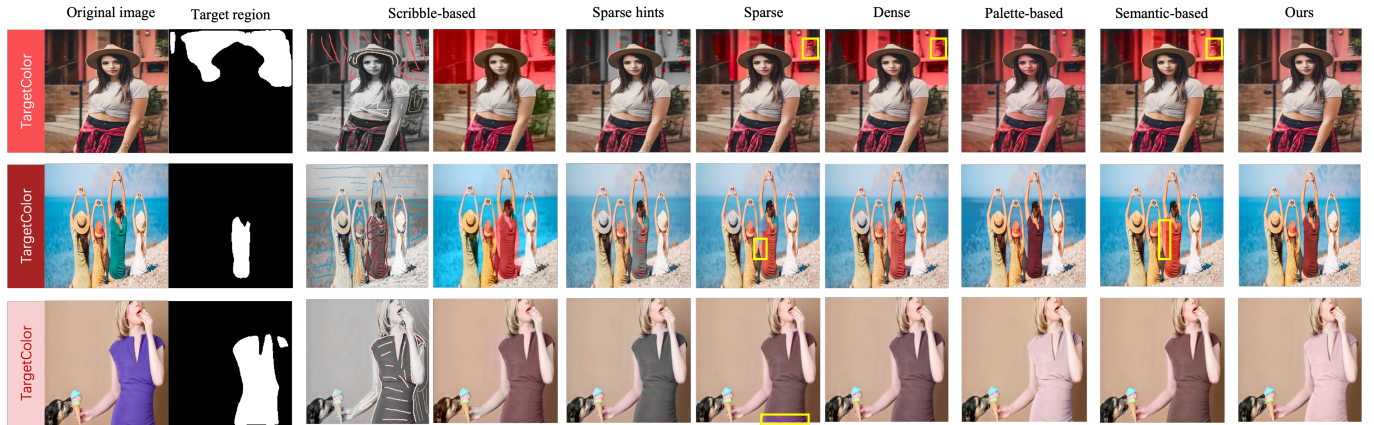 Original image Target region Scribble-based Sparse hints Sparse Dense Palette-based Semantic-based Ours
TargetColor
TargetColor
TargetColor